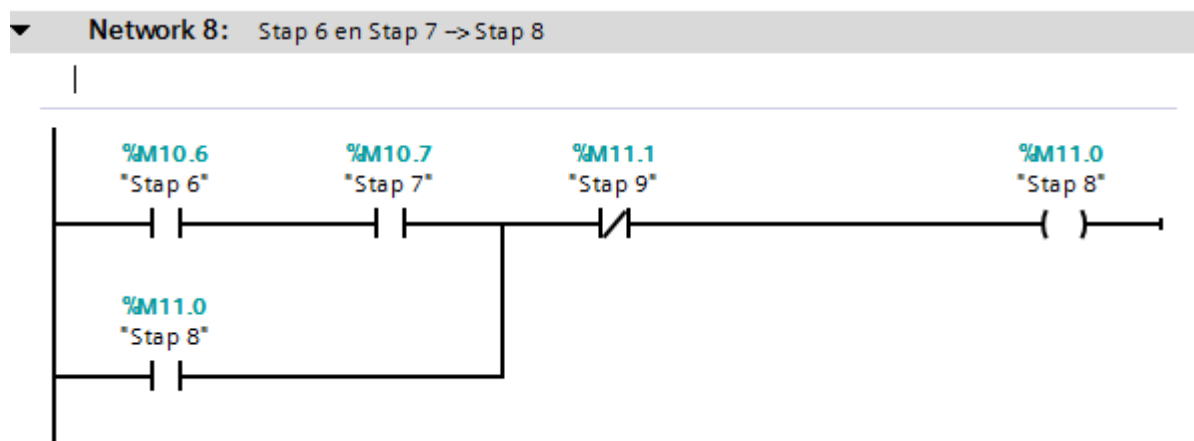 Network 8: Stap 6 en Stap 7 --> Stap 8
%M10.6 %M10.7 %M11.1 %M11.0
"Stap 6" "Stap 7" "Stap 9" "Stap 8"
%M11.0
"Stap 8"